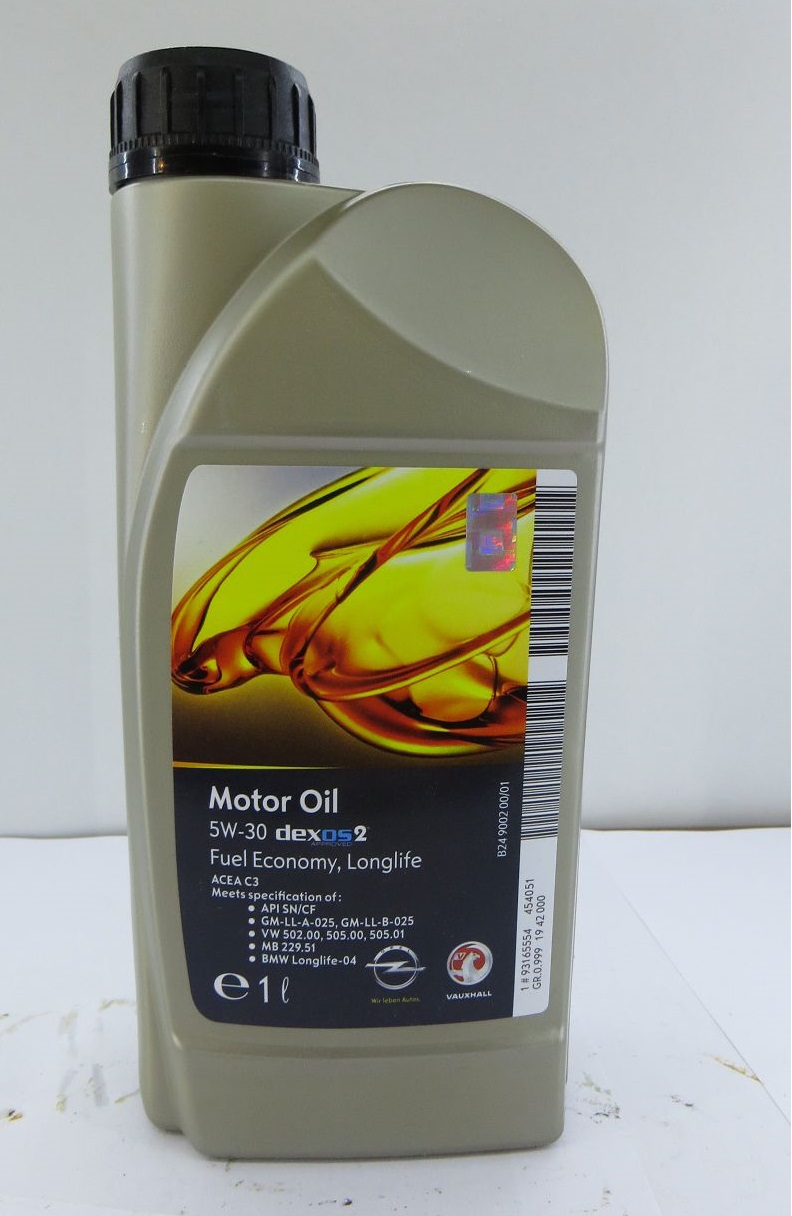 Motor Oil
5W-30 dexos2
APPROVED
Fuel Economy, Longlife
ACEA C3
Meets specification of:
• API SN/CF
• GM-LL-A-025, GM-LL-B-025
• VW 502.00, 505.00, 505.01
• MB 229.51
• BMW Longlife-04
℮ 1 ℓ
OPEL
Wir leben Autos.
VAUXHALL
B24 9002 00/01
1 # 93165554 454051
GR.0.999 19 42 000